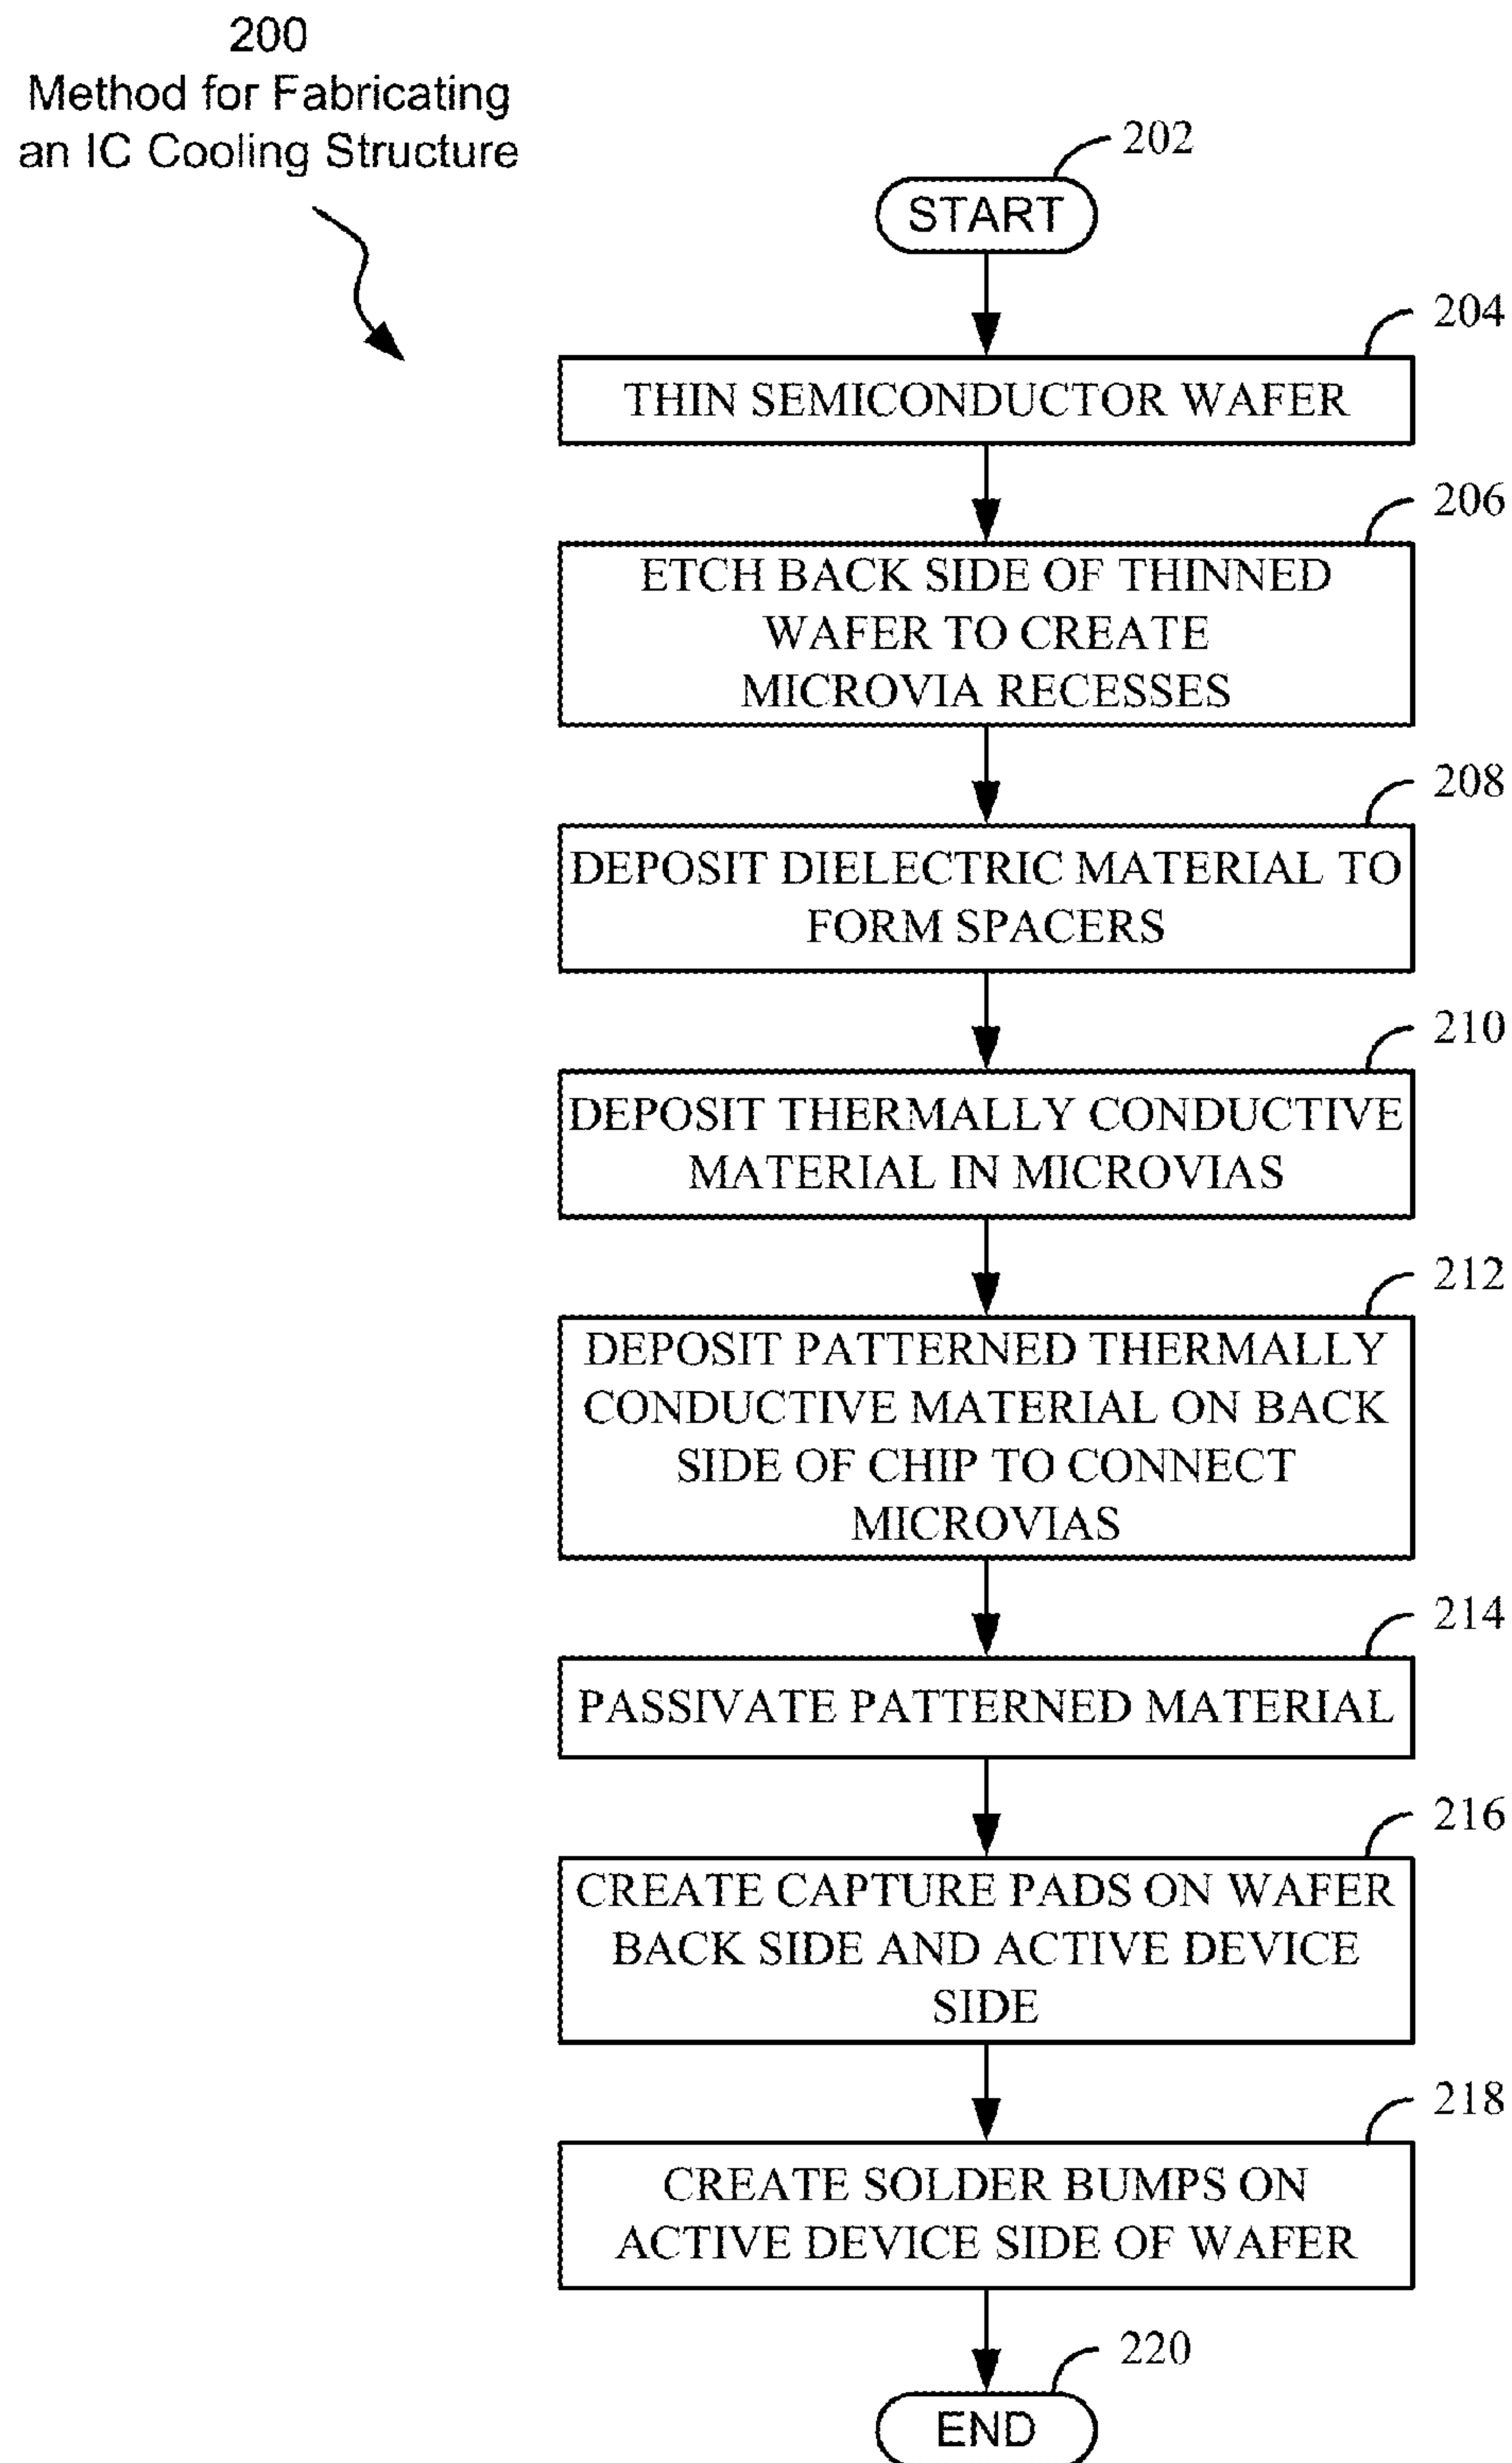 200
Method for Fabricating
an IC Cooling Structure
202
START
204
THIN SEMICONDUCTOR WAFER
206
ETCH BACK SIDE OF THINNED
WAFER TO CREATE
MICROVIA RECESSES
208
DEPOSIT DIELECTRIC MATERIAL TO
FORM SPACERS
210
DEPOSIT THERMALLY CONDUCTIVE
MATERIAL IN MICROVIAS
212
DEPOSIT PATTERNED THERMALLY
CONDUCTIVE MATERIAL ON BACK
SIDE OF CHIP TO CONNECT
MICROVIAS
214
PASSIVATE PATTERNED MATERIAL
216
CREATE CAPTURE PADS ON WAFER
BACK SIDE AND ACTIVE DEVICE
SIDE
218
CREATE SOLDER BUMPS ON
ACTIVE DEVICE SIDE OF WAFER
220
END